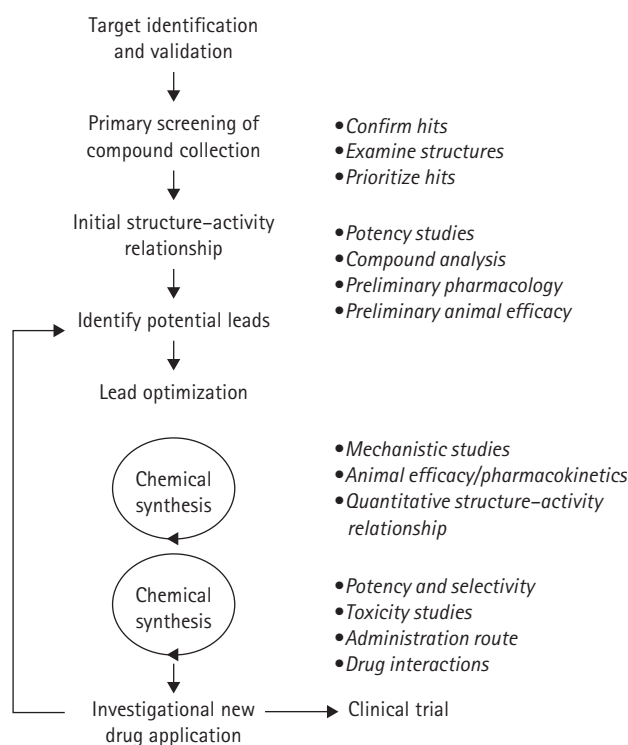 Target identification
and validation
Primary screening of
compound collection
• Confirm hits
• Examine structures
• Prioritize hits
Initial structure–activity
relationship
• Potency studies
• Compound analysis
• Preliminary pharmacology
• Preliminary animal efficacy
Identify potential leads
Lead optimization
Chemical
synthesis
• Mechanistic studies
• Animal efficacy/pharmacokinetics
• Quantitative structure–activity
relationship
Chemical
synthesis
• Potency and selectivity
• Toxicity studies
• Administration route
• Drug interactions
Investigational new
drug application
Clinical trial